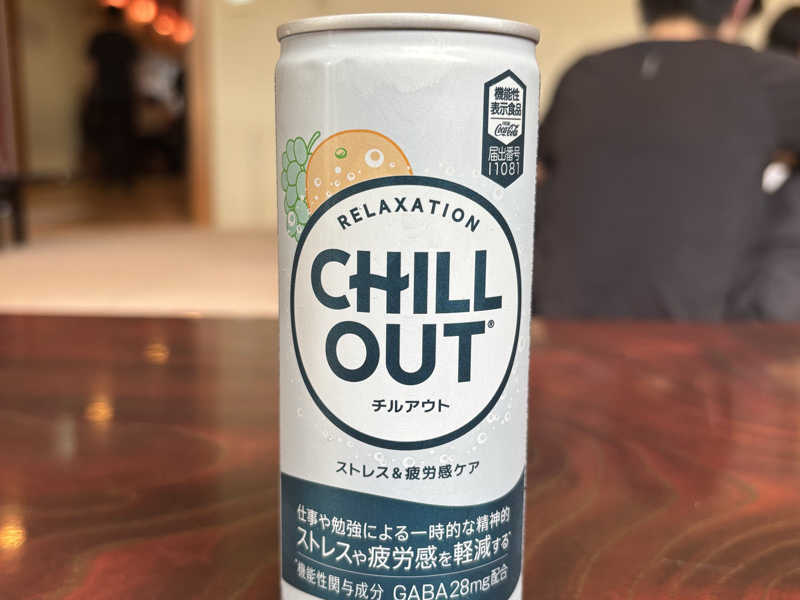 機能性
表示食品
FROM
Coca-Cola
届出番号
I1081
RELAXATION
CHILL
OUT®
チルアウト
ストレス&疲労感ケア
仕事や勉強による一時的な精神的
ストレスや疲労感を軽減する*
*機能性関与成分 GABA28mg配合